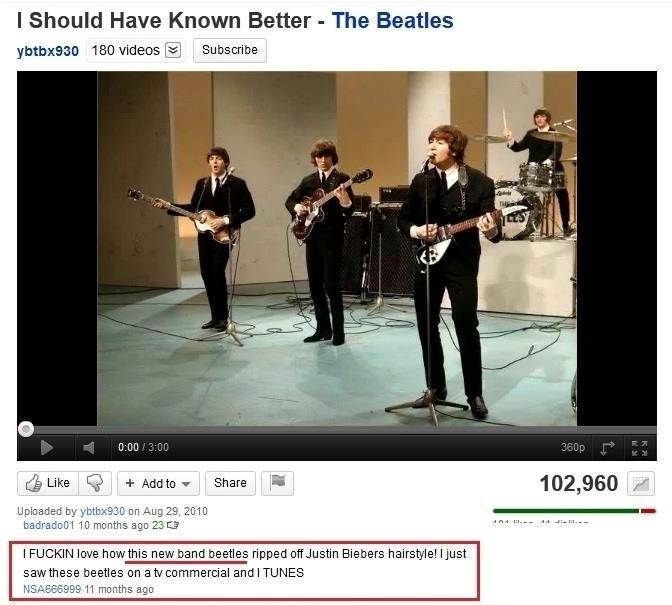 I Should Have Known Better - The Beatles
ybtbx930 180 videos Subscribe
0:00 / 3:00 360p
Like + Add to Share 102,960
Uploaded by ybtbx930 on Aug 29, 2010
badrado01 10 months ago 23
I FUCKIN love how this new band beetles ripped off Justin Biebers hairstyle! I just
saw these beetles on a tv commercial and I TUNES
NSA666999 11 months ago